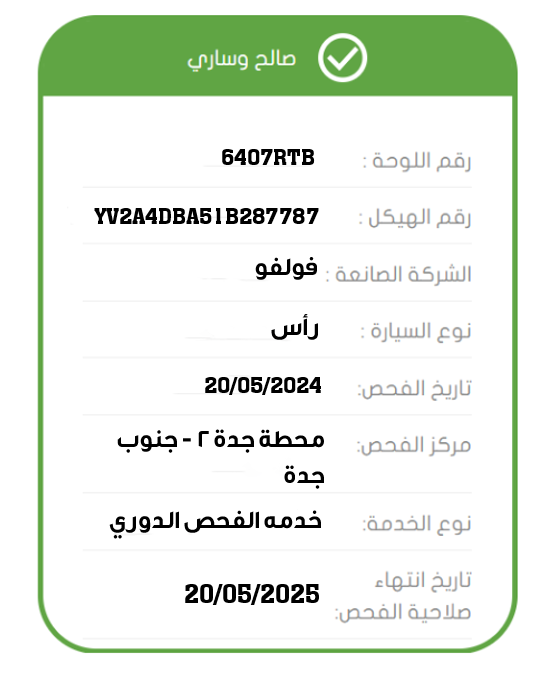 صالح وساري
رقم اللوحة : 6407RTB
رقم الهيكل : YV2A4DBA51B287787
الشركة الصانعة : فولفو
نوع السيارة : رأس
تاريخ الفحص: 20/05/2024
مركز الفحص: محطة جدة ٢ - جنوب
جدة
نوع الخدمة: خدمه الفحص الدوري
تاريخ انتهاء
صلاحية الفحص: 20/05/2025